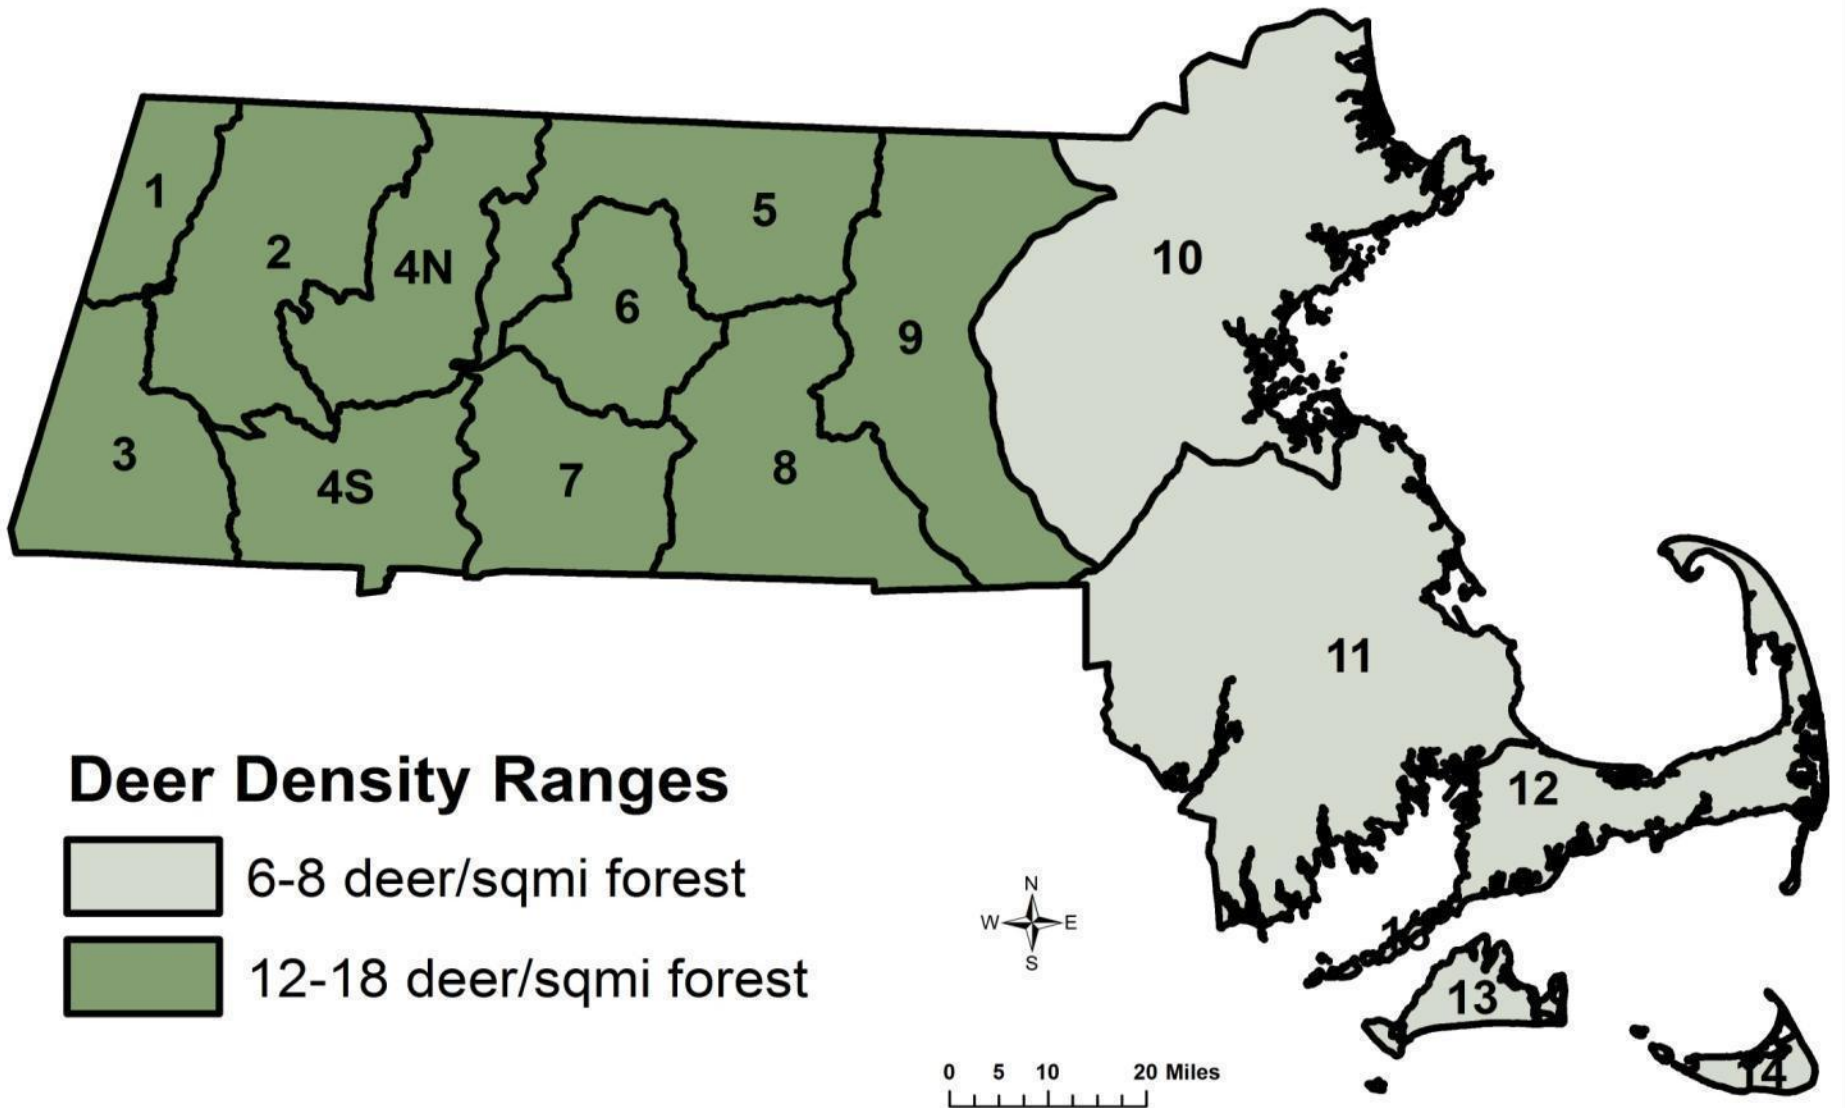 1
2
4N
5
6
9
10
3
4S
7
8
11
12
13
14
Deer Density Ranges
6-8 deer/sqmi forest
12-18 deer/sqmi forest
N
W E
S
0 5 10 20 Miles